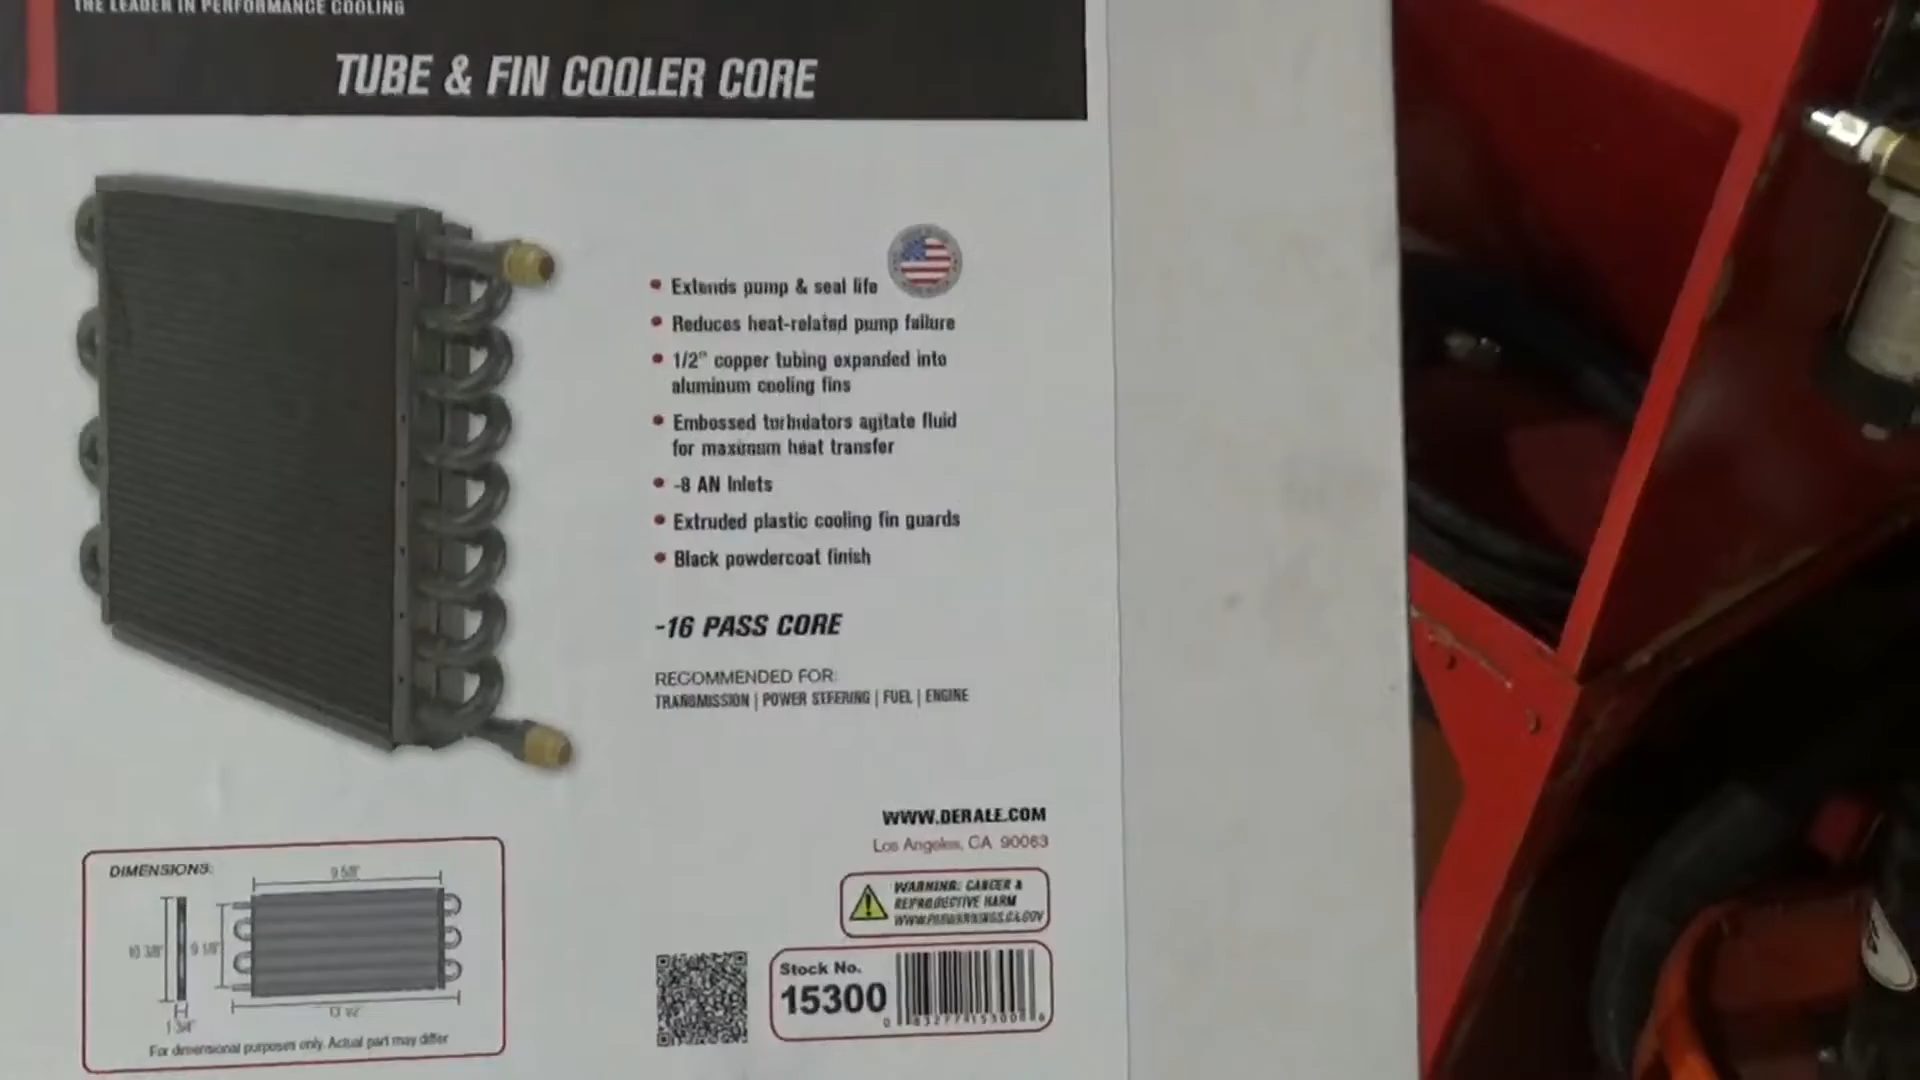 THE LEADER IN PERFORMANCE COOLING
TUBE & FIN COOLER CORE
Extends pump & seal life
Reduces heat-related pump failure
1/2" copper tubing expanded into
aluminum cooling fins
Embossed turbulators agitate fluid
for maximum heat transfer
-8 AN Inlets
Extruded plastic cooling fin guards
Black powdercoat finish
-16 PASS CORE
RECOMMENDED FOR:
TRANSMISSION | POWER STEERING | FUEL | ENGINE
WWW.DERALE.COM
Los Angeles, CA 90063
WARNING: CANCER &
REPRODUCTIVE HARM
WWW.P65WARNINGS.CA.GOV
Stock No.
15300
DIMENSIONS:
9 5/8"
10 3/8"
9 1/8"
1 3/4"
For dimensional purposes only. Actual part may differ